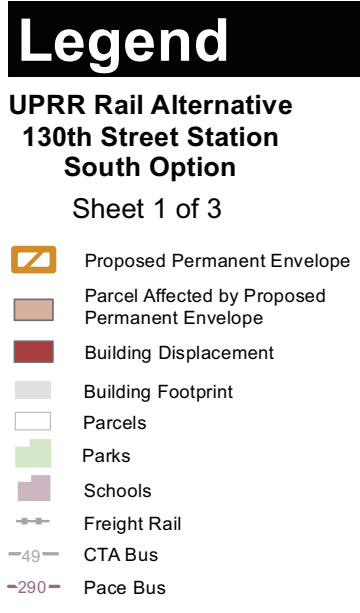 Legend
UPRR Rail Alternative
130th Street Station
South Option
Sheet 1 of 3
Proposed Permanent Envelope
Parcel Affected by Proposed
Permanent Envelope
Building Displacement
Building Footprint
Parcels
Parks
Schools
Freight Rail
49 CTA Bus
290 Pace Bus